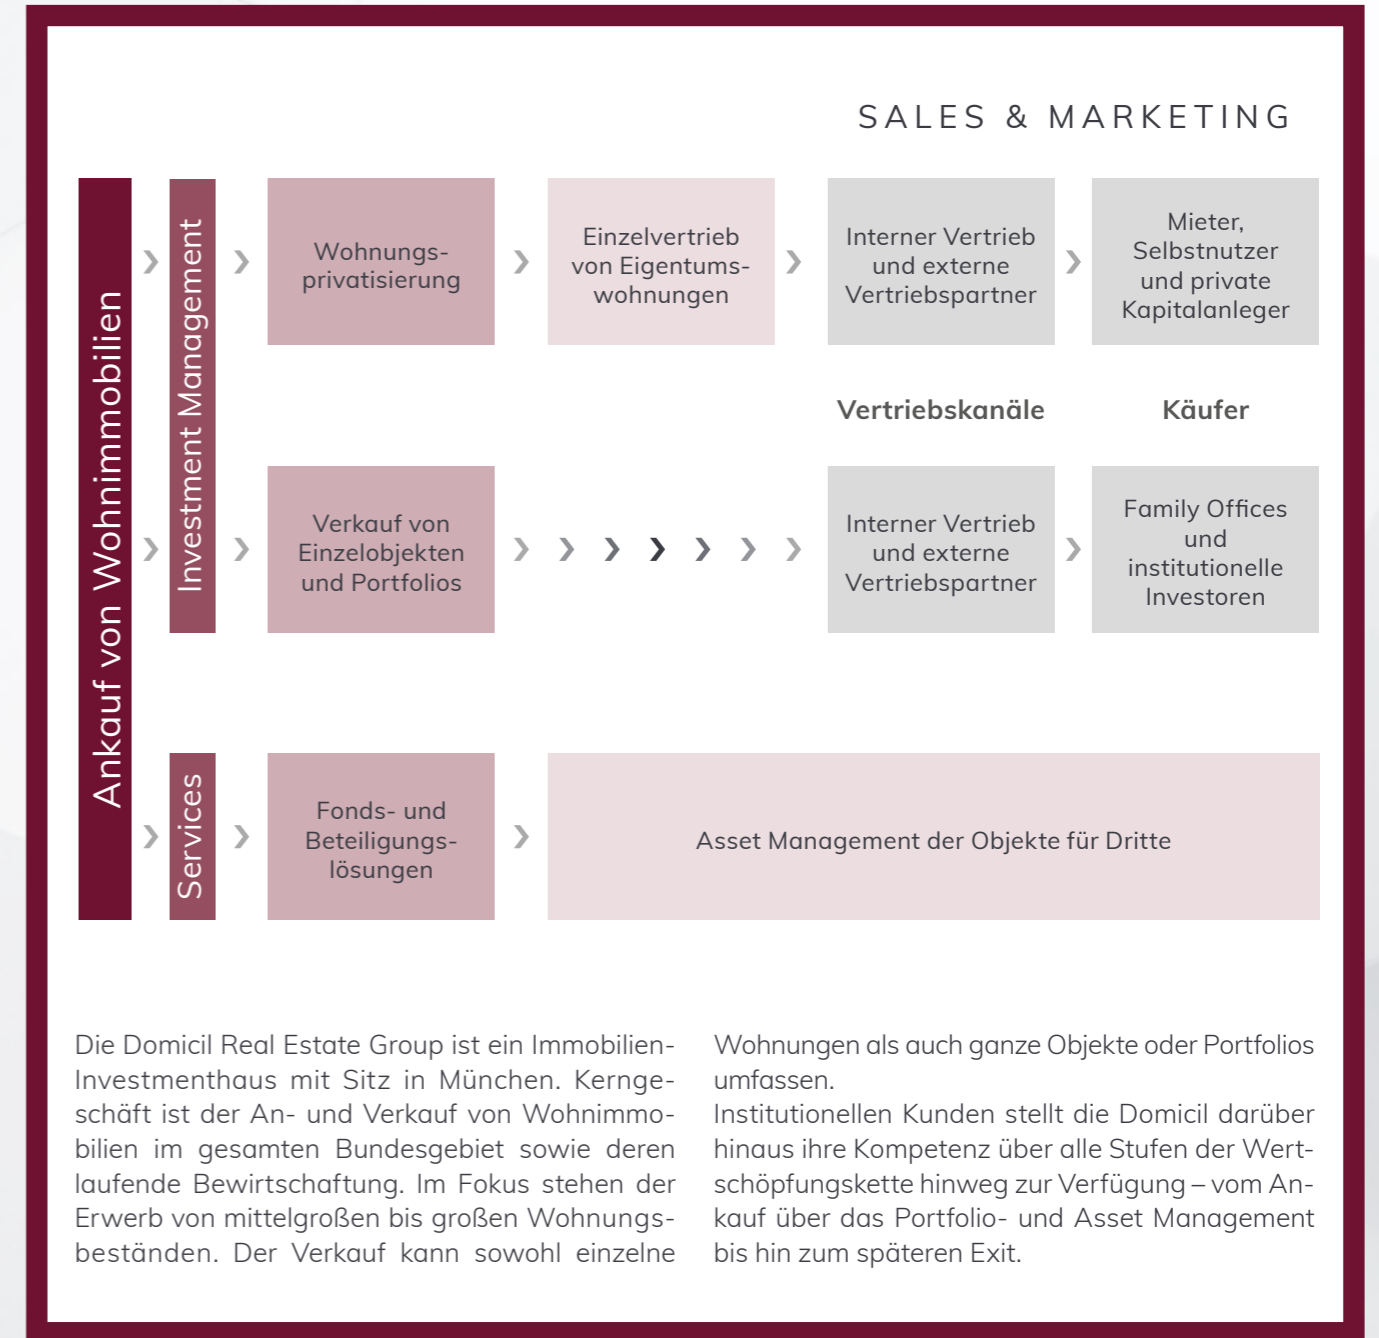 SALES & MARKETING
Ankauf von Wohnimmobilien
Investment Management
Wohnungs-
privatisierung
Einzelvertrieb
von Eigentums-
wohnungen
Interner Vertrieb
und externe
Vertriebspartner
Mieter,
Selbstnutzer
und private
Kapitalanleger
Vertriebskanäle
Käufer
Verkauf von
Einzelobjekten
und Portfolios
Interner Vertrieb
und externe
Vertriebspartner
Family Offices
und
institutionelle
Investoren
Services
Fonds- und
Beteiligungs-
lösungen
Asset Management der Objekte für Dritte
Die Domicil Real Estate Group ist ein Immobilien-
Investmenthaus mit Sitz in München. Kernge-
schäft ist der An- und Verkauf von Wohnimmo-
bilien im gesamten Bundesgebiet sowie deren
laufende Bewirtschaftung. Im Fokus stehen der
Erwerb von mittelgroßen bis großen Wohnungs-
beständen. Der Verkauf kann sowohl einzelne
Wohnungen als auch ganze Objekte oder Portfolios
umfassen.
Institutionellen Kunden stellt die Domicil darüber
hinaus ihre Kompetenz über alle Stufen der Wert-
schöpfungskette hinweg zur Verfügung – vom An-
kauf über das Portfolio- und Asset Management
bis hin zum späteren Exit.